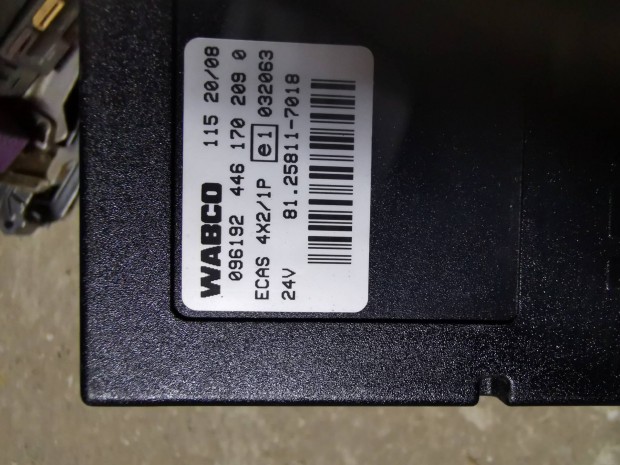 WABCO 115 20/08
096192 446 170 209 0
ECAS 4X2/1P e1 032063
24V 81.25811-7018